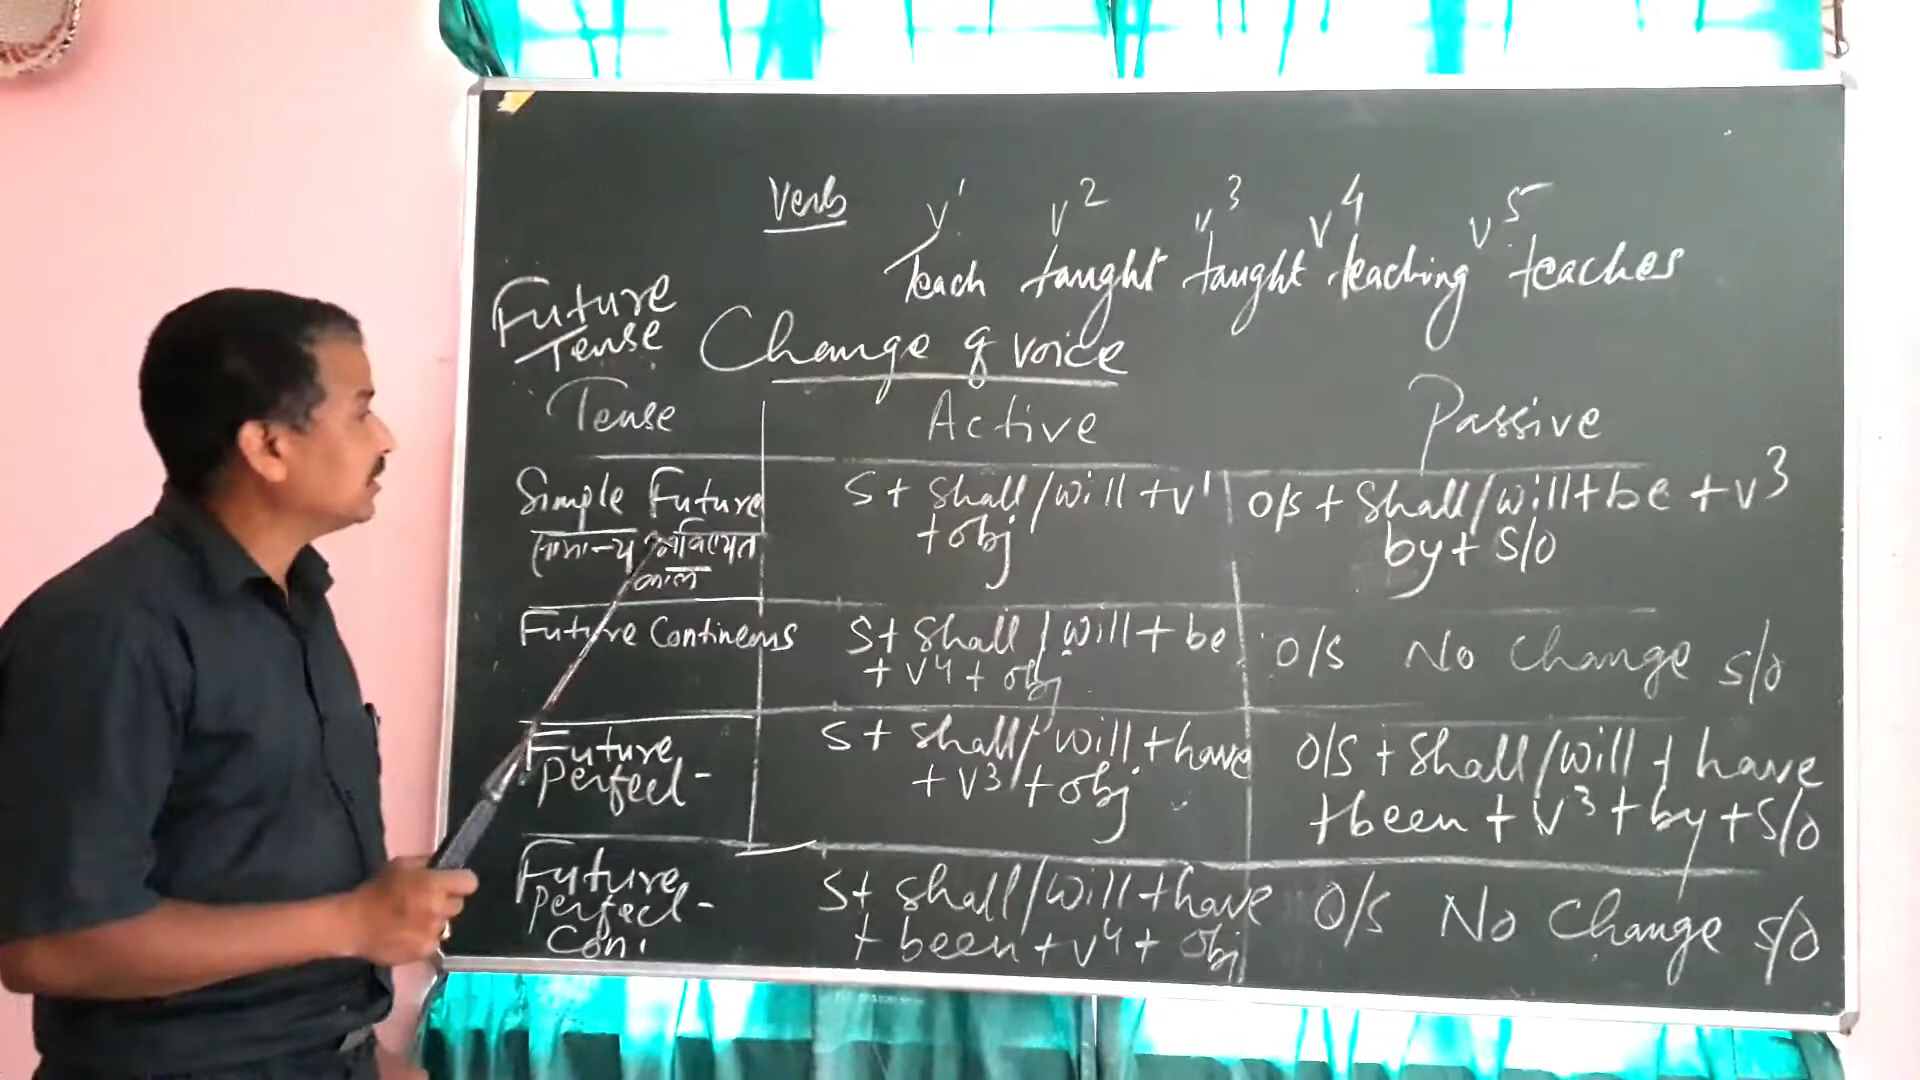 Verb V1 V2 V3 V4 V5
Teach taught taught teaching teaches
Future
Tense
Change of voice
Tense Active Passive
Simple Future S+ Shall/will +V1 O/S + Shall/will+be +V3
(सामान्य भविष्यत +obj by+ S/O
काल
Future Contineous S+ Shall/will+be O/S No Change S/O
+V4+obj
Future S+ Shall/will+have O/S+Shall/will+have
Perfect- +V3+obj +been+V3+by+S/O
Future S+ Shall/will+have O/S No Change S/O
Perfect- +been+V4+Obj
Con.